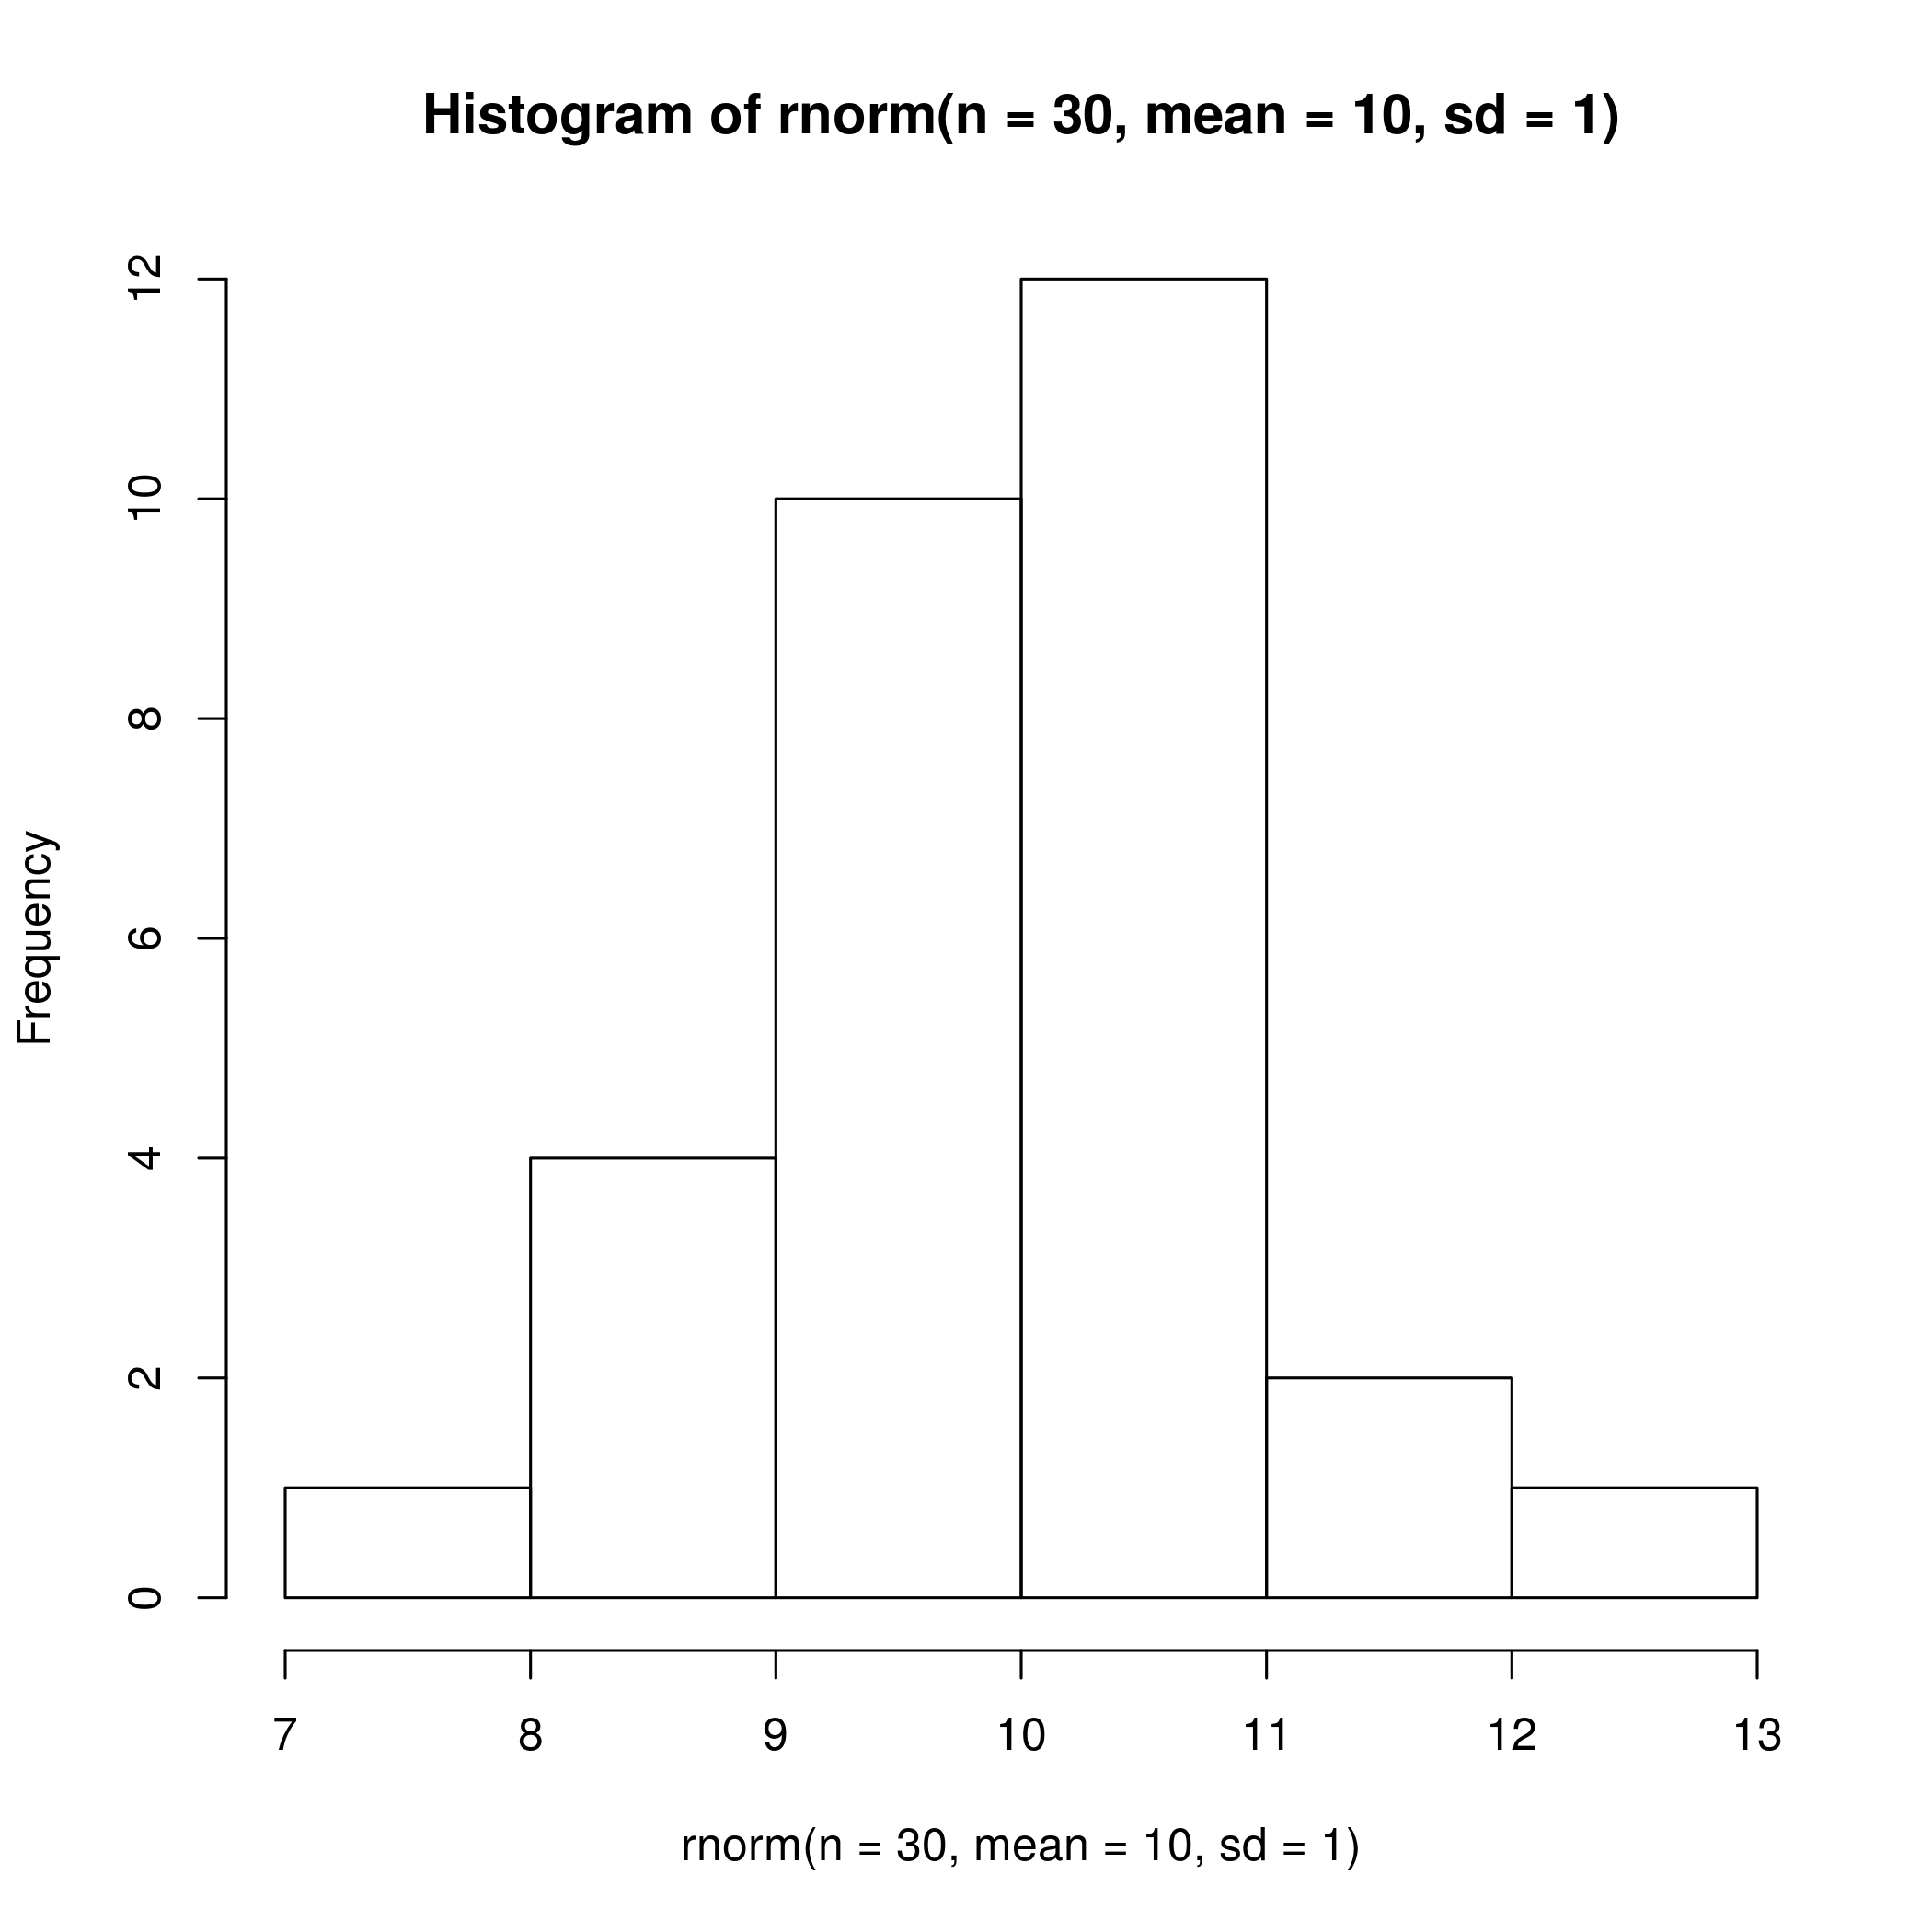 Histogram of rnorm(n = 30, mean = 10, sd = 1)
12
10
8
6
4
2
0
Frequency
7 8 9 10 11 12 13
rnorm(n = 30, mean = 10, sd = 1)